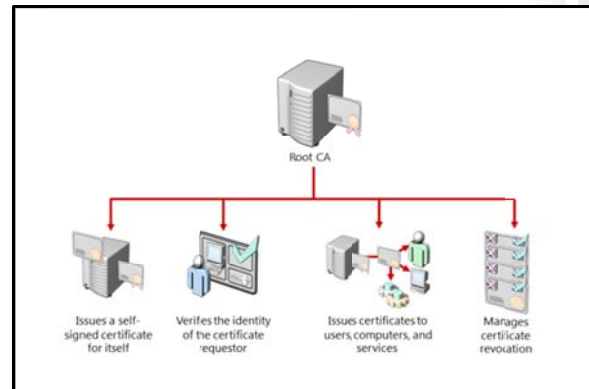 Root CA
Issues a self-
signed certificate
for itself
Verifies the identity
of the certificate
requestor
Issues certificates to
users, computers, and
services
Manages
certificate
revocation